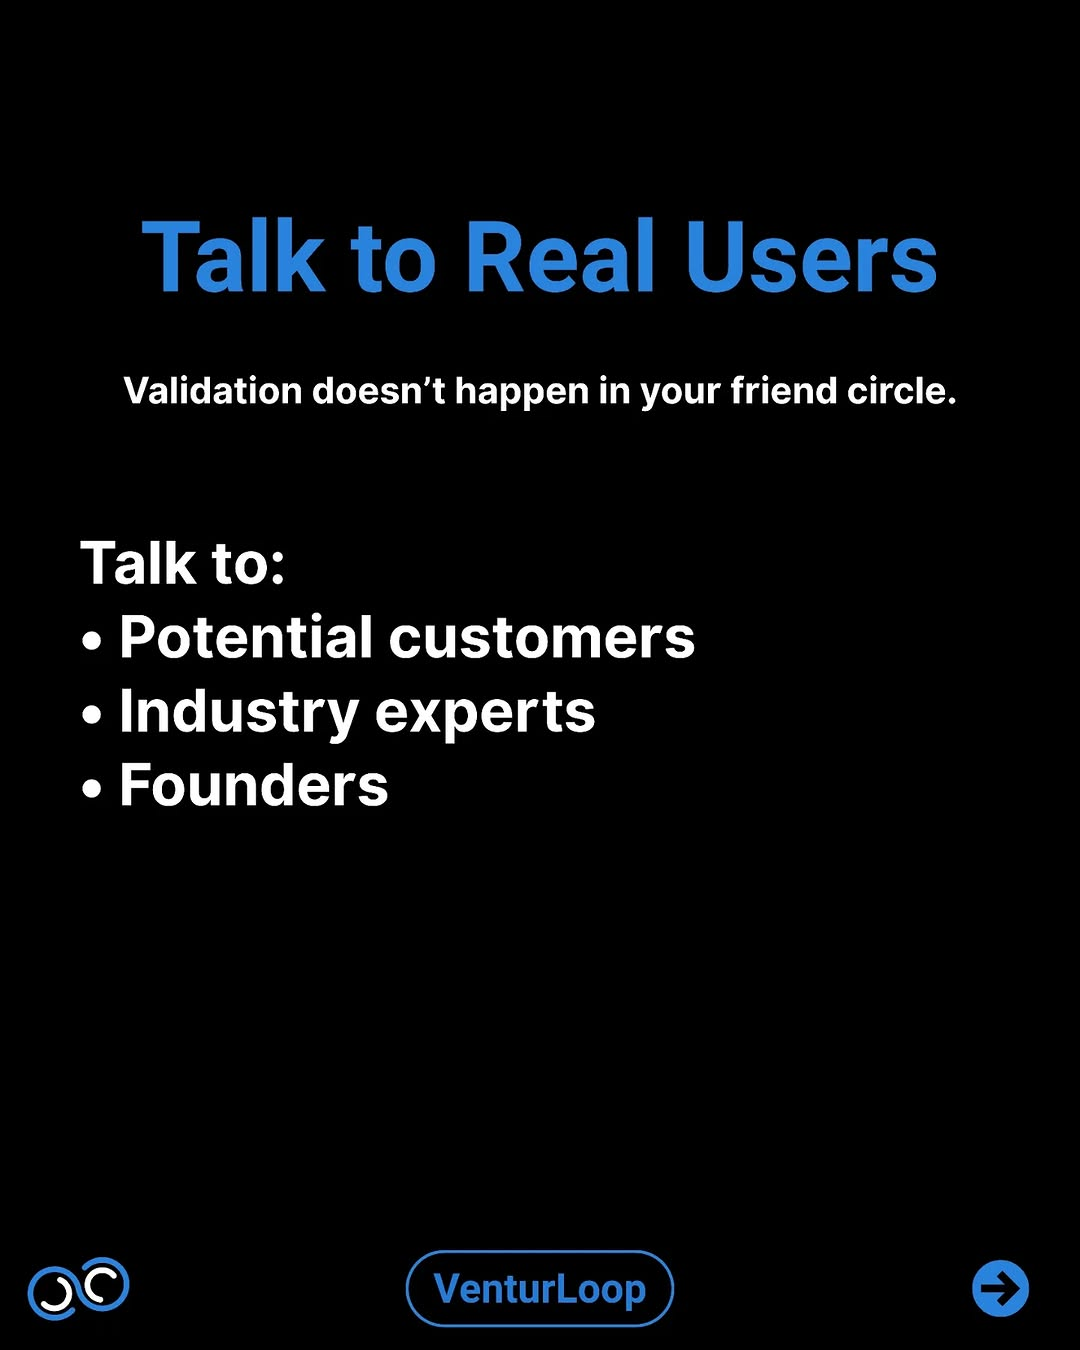 Talk to Real Users
Validation doesn’t happen in your friend circle.
Talk to:
• Potential customers
• Industry experts
• Founders
VenturLoop